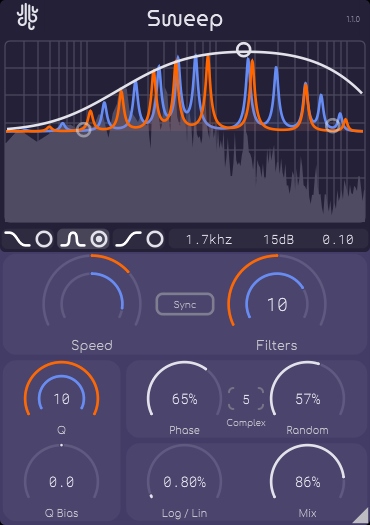 Sweep
1.1.0
1.7khz 15dB 0.10
Sync
10
Speed
Filters
10
Q
65%
Phase
5
Complex
57%
Random
0.0
Q Bias
0.80%
Log / Lin
86%
Mix